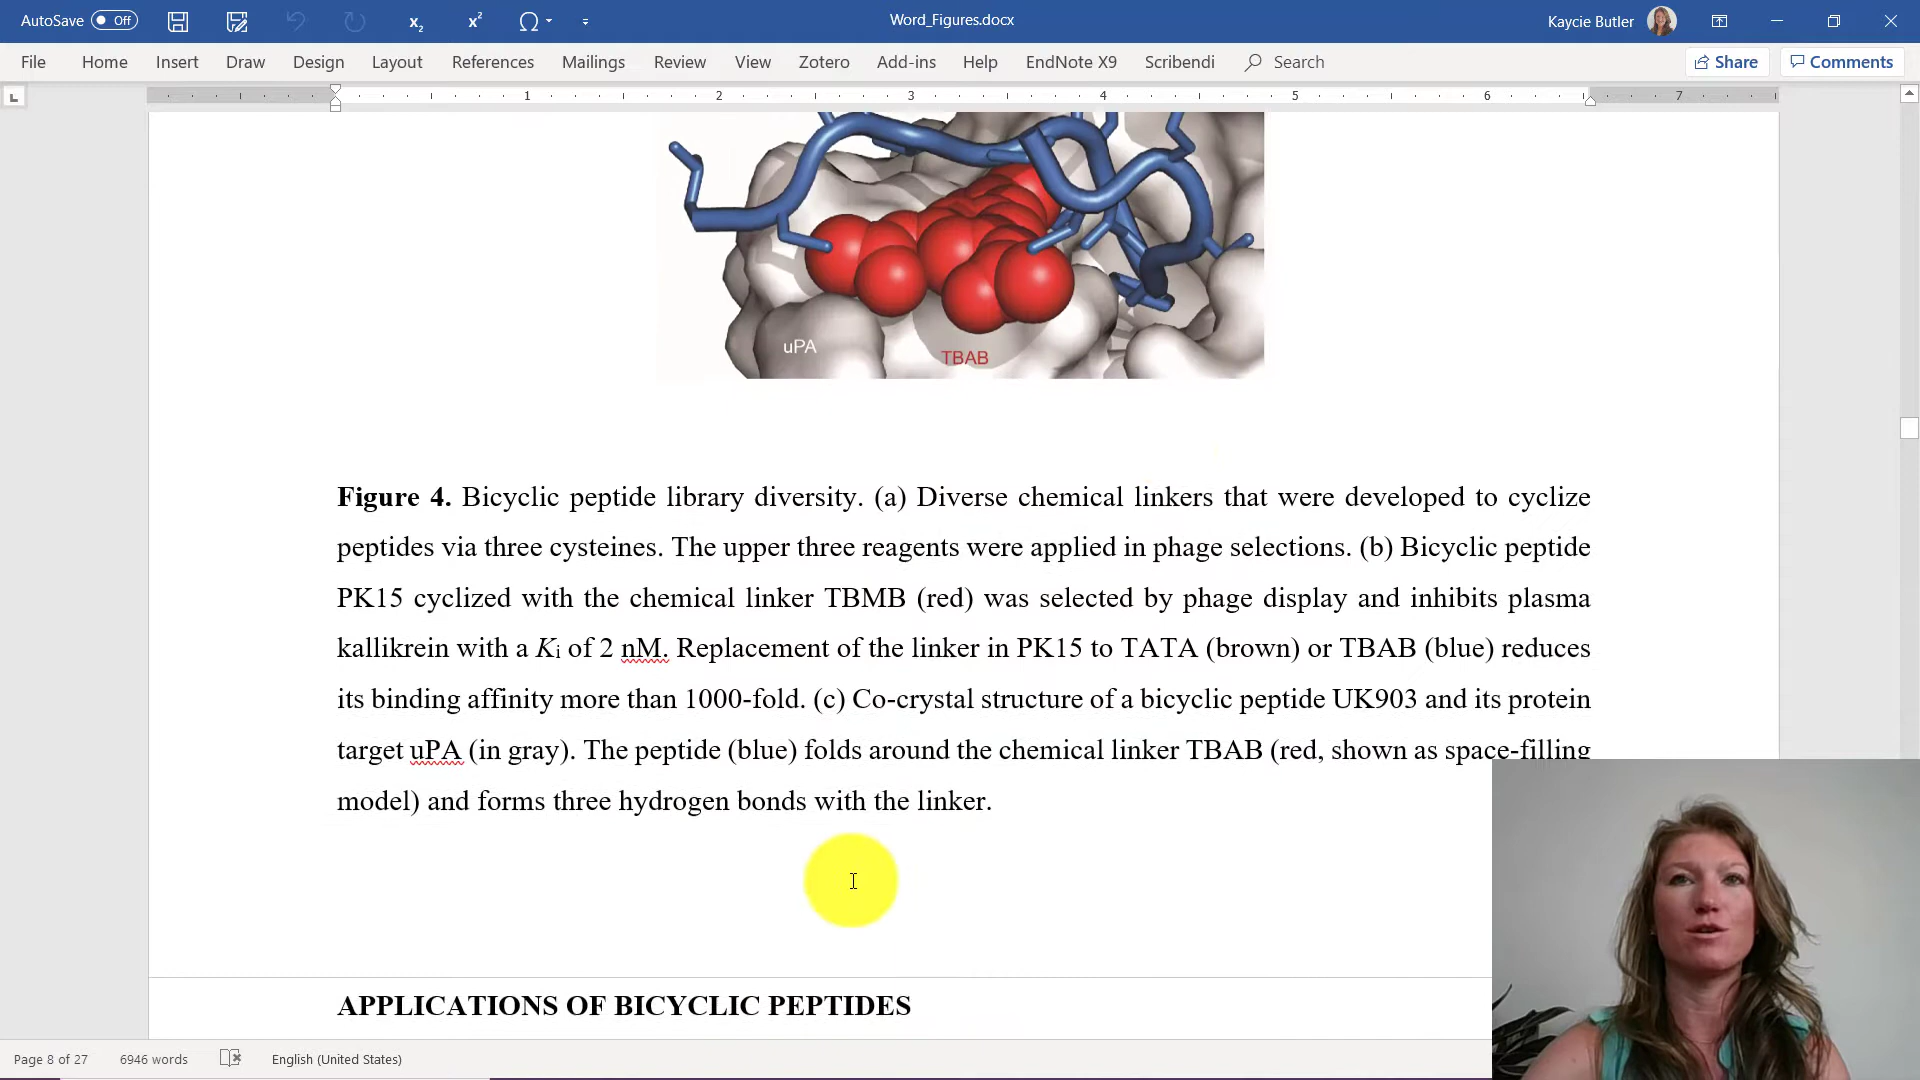 AutoSave Off Word_Figures.docx Kaycie Butler
File Home Insert Draw Design Layout References Mailings Review View Zotero Add-ins Help EndNote X9 Scribendi Search Share Comments
1 2 3 4 5 6 7
uPA
TBAB
Figure 4. Bicyclic peptide library diversity. (a) Diverse chemical linkers that were developed to cyclize
peptides via three cysteines. The upper three reagents were applied in phage selections. (b) Bicyclic peptide
PK15 cyclized with the chemical linker TBMB (red) was selected by phage display and inhibits plasma
kallikrein with a Ki of 2 nM. Replacement of the linker in PK15 to TATA (brown) or TBAB (blue) reduces
its binding affinity more than 1000-fold. (c) Co-crystal structure of a bicyclic peptide UK903 and its protein
target uPA (in gray). The peptide (blue) folds around the chemical linker TBAB (red, shown as space-filling
model) and forms three hydrogen bonds with the linker.
APPLICATIONS OF BICYCLIC PEPTIDES
Page 8 of 27 6946 words English (United States)